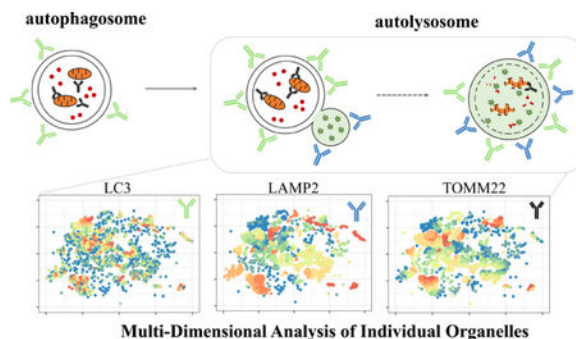 autophagosome
autolysosome
LC3
LAMP2
TOMM22
Multi-Dimensional Analysis of Individual Organelles